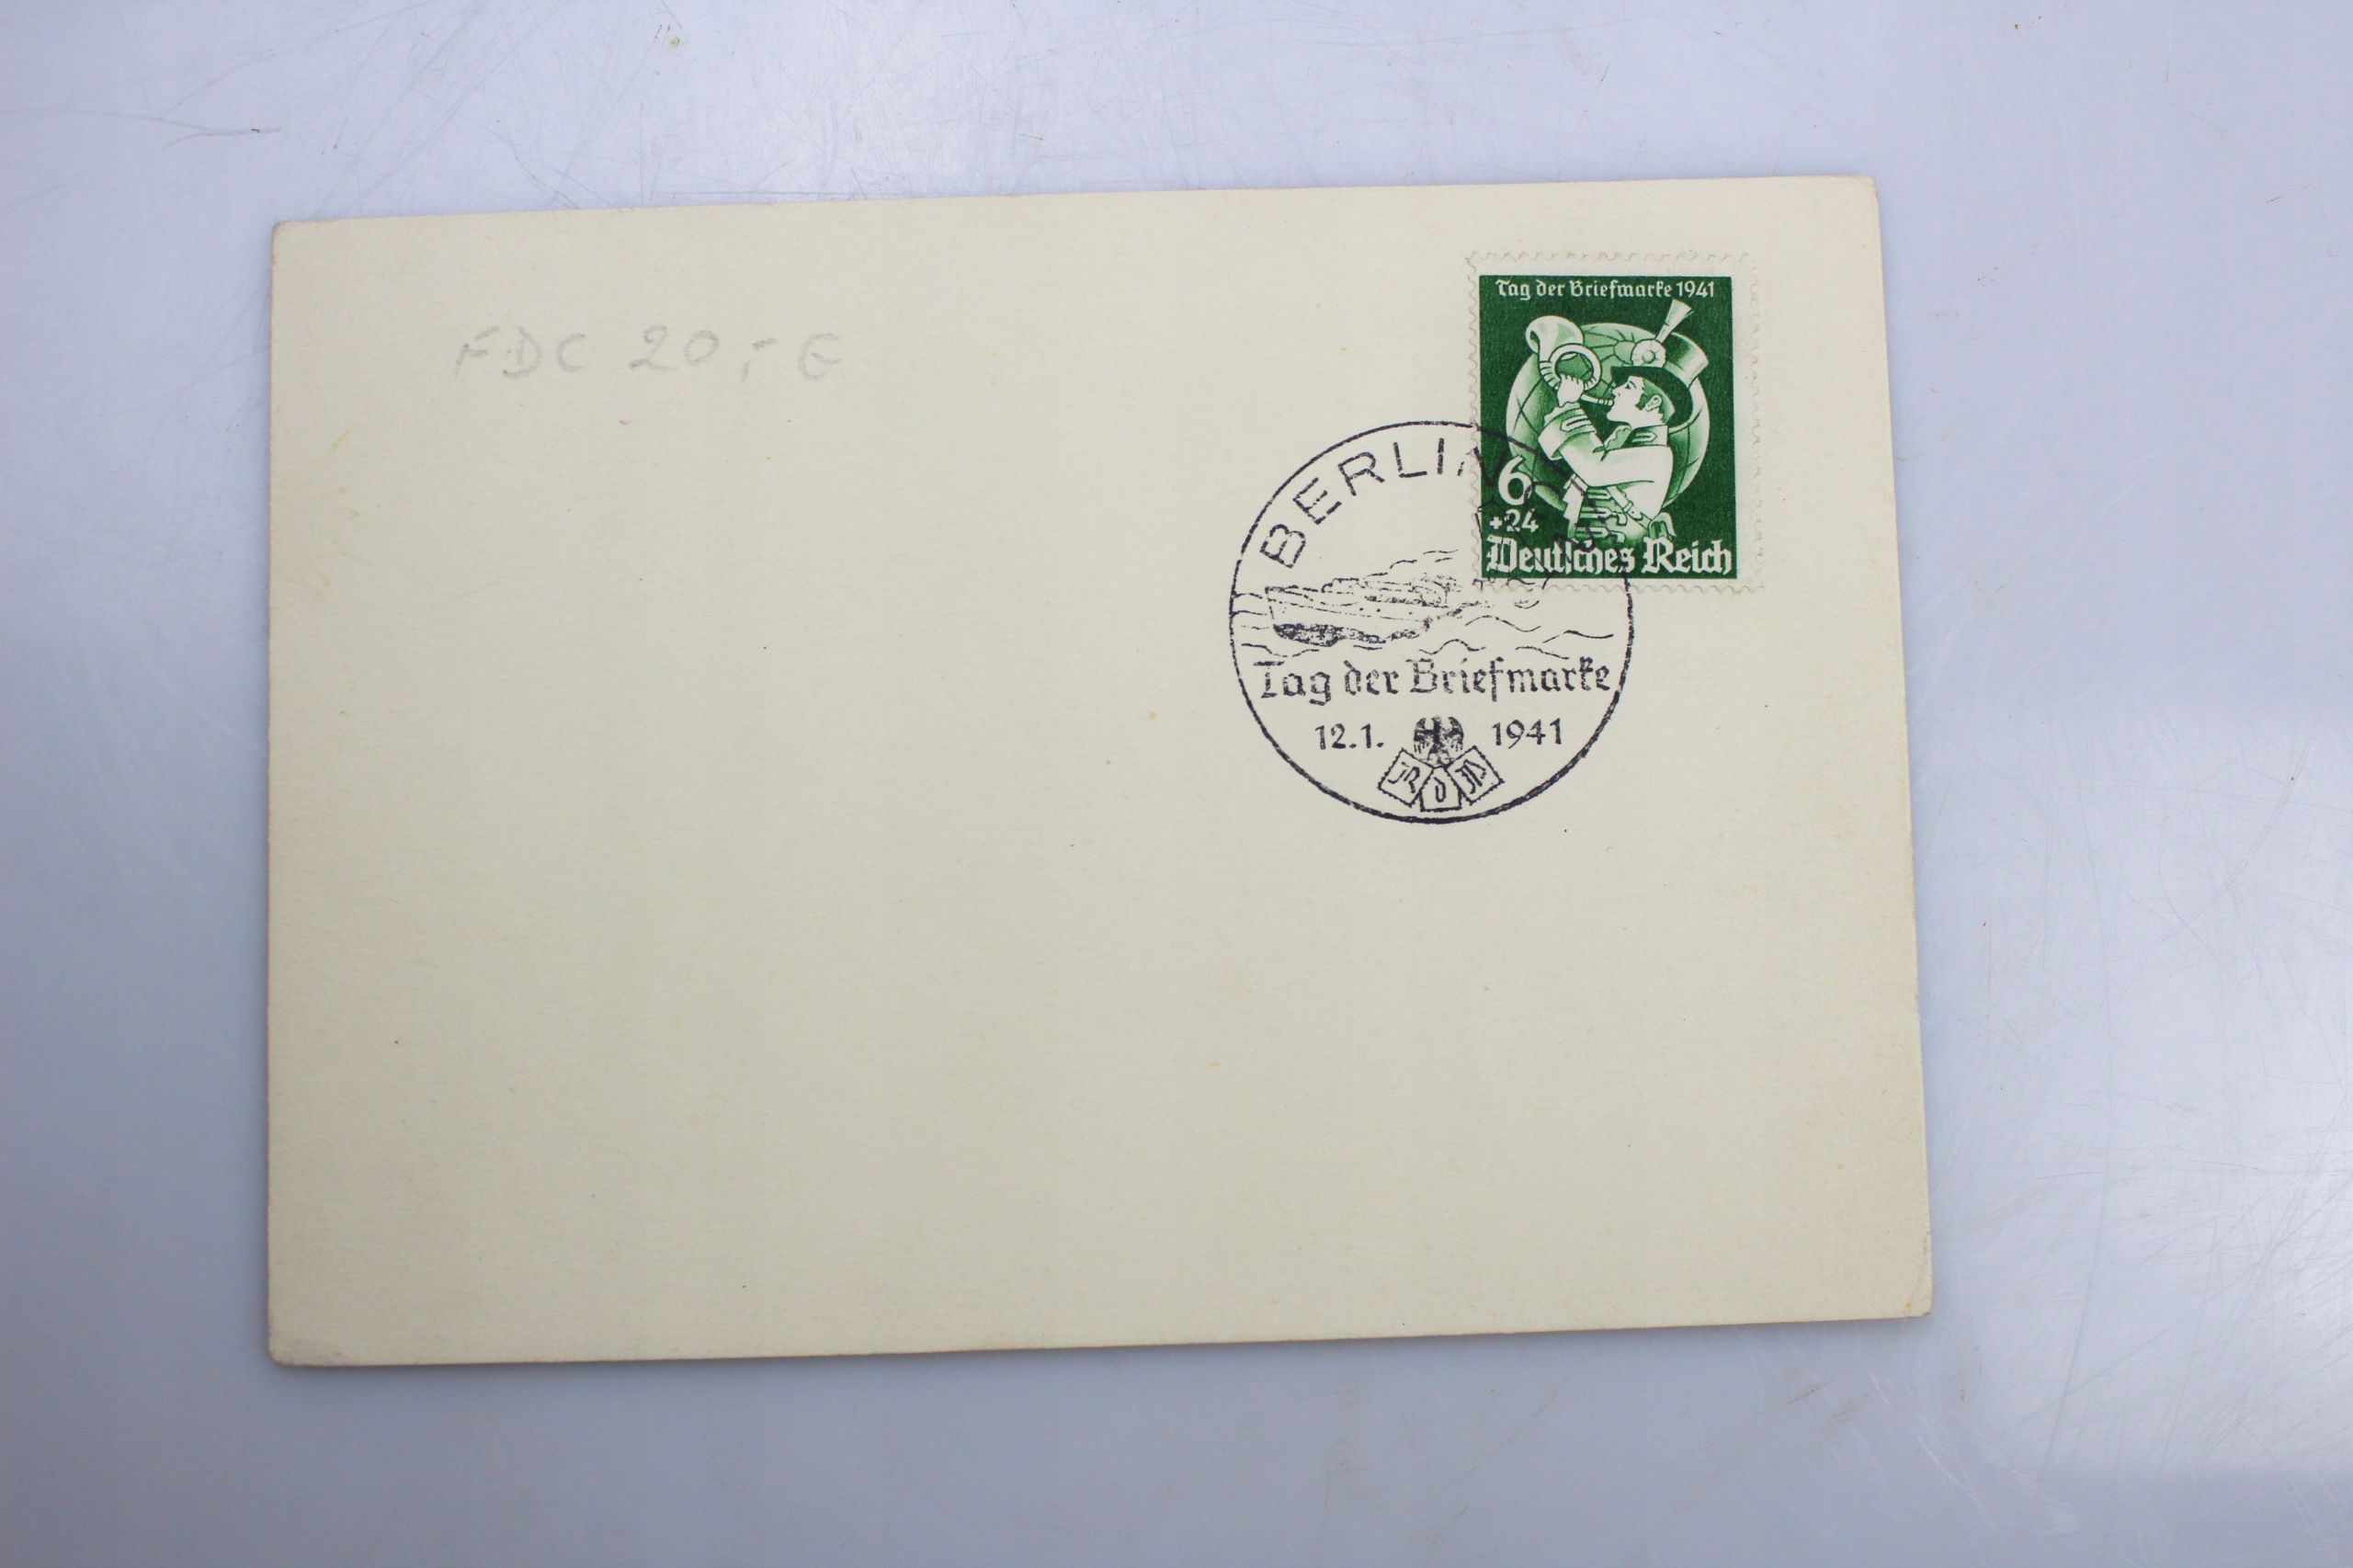 FDC 20,- E
Tag der Briefmarke 1941
6
+24
Deutsches Reich
BERLIN
Tag der Briefmarke
12.1. 1941
R D P